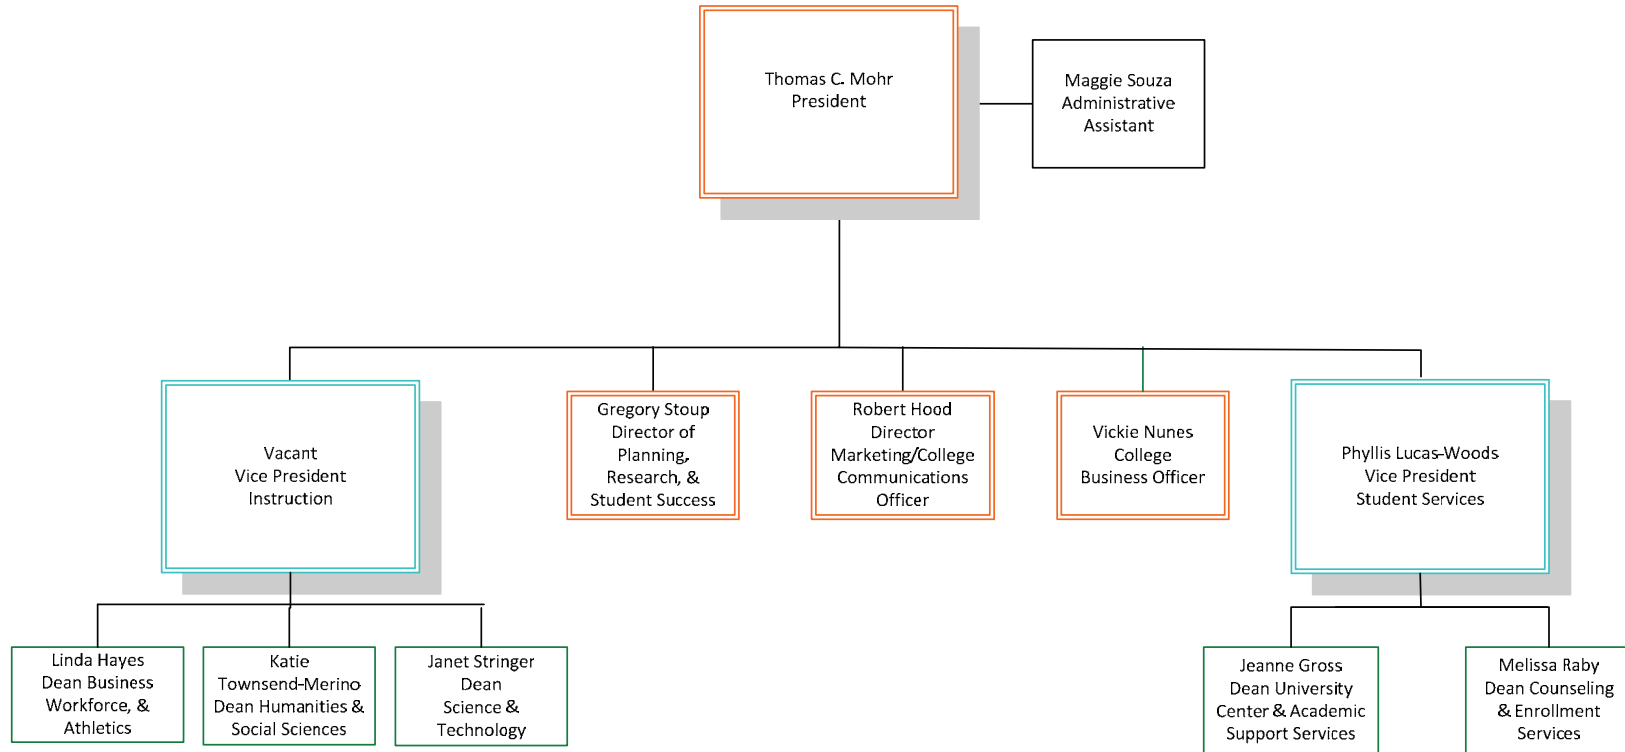 Thomas C. Mohr
President
Maggie Souza
Administrative
Assistant
Vacant
Vice President
Instruction
Gregory Stoup
Director of
Planning,
Research, &
Student Success
Robert Hood
Director
Marketing/College
Communications
Officer
Vickie Nunes
College
Business Officer
Phyllis Lucas-Woods
Vice President
Student Services
Linda Hayes
Dean Business
Workforce, &
Athletics
Katie
Townsend-Merino
Dean Humanities &
Social Sciences
Janet Stringer
Dean
Science &
Technology
Jeanne Gross
Dean University
Center & Academic
Support Services
Melissa Raby
Dean Counseling
& Enrollment
Services